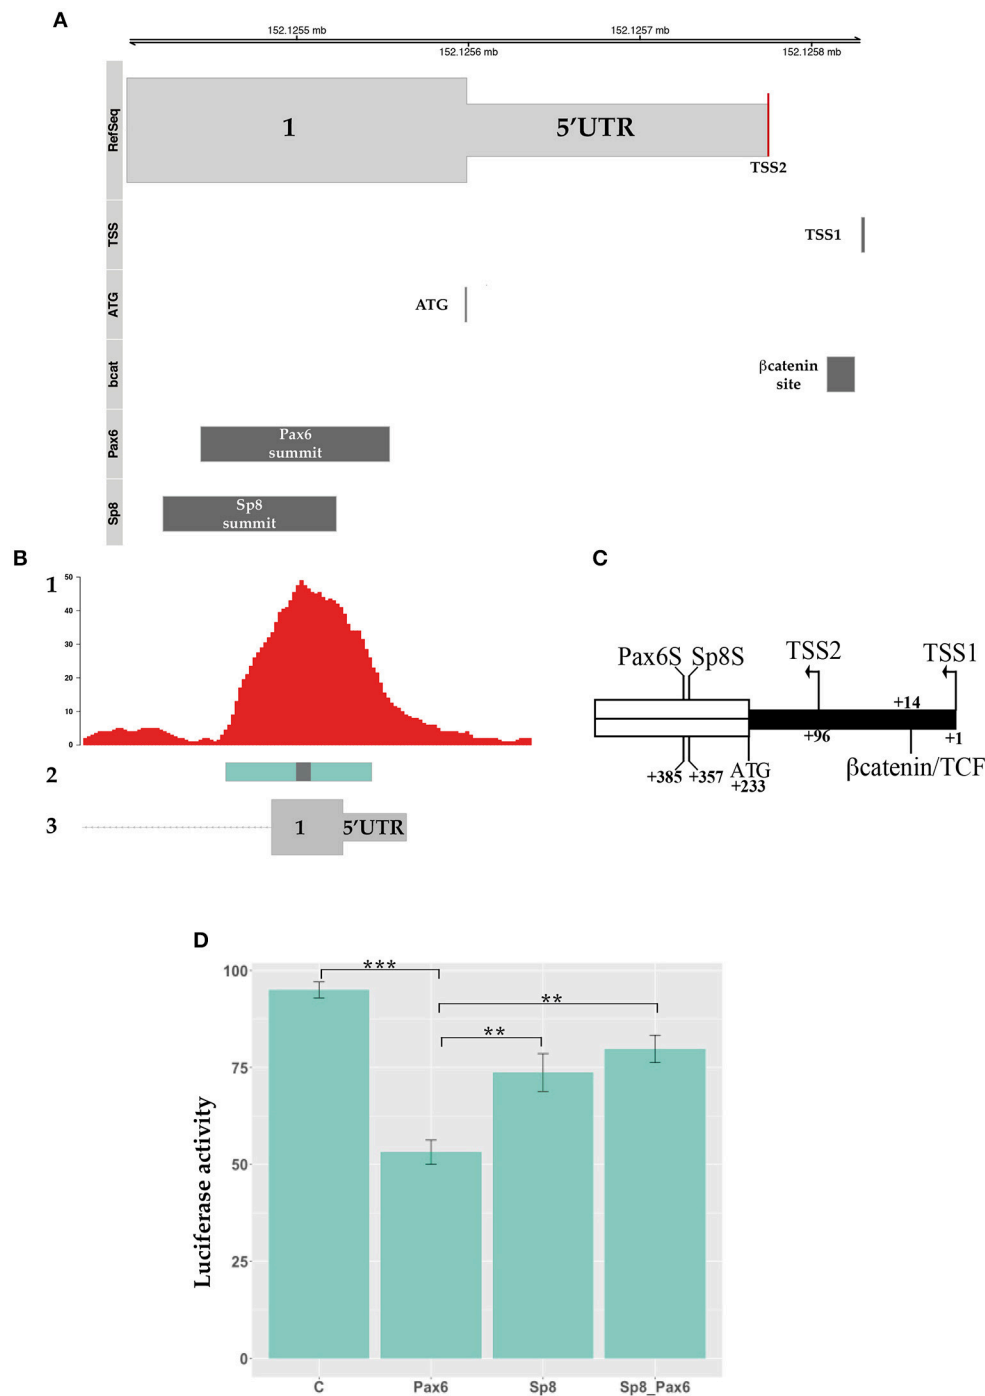 A
152.1255 mb
152.1257 mb
152.1256 mb
152.1258 mb
RefSeq
1
5'UTR
TSS2
TSS
TSS1
ATG
ATG
bcat
βcatenin
site
Pax6
Pax6
summit
Sp8
Sp8
summit
B
1
50
40
30
20
10
0
2
3
1
5'UTR
C
Pax6S
Sp8S
TSS2
TSS1
+14
+96
+1
+385
+357
ATG
+233
βcatenin/TCF
D
Luciferase activity
100
75
50
25
0
***
**
**
C
Pax6
Sp8
Sp8_Pax6